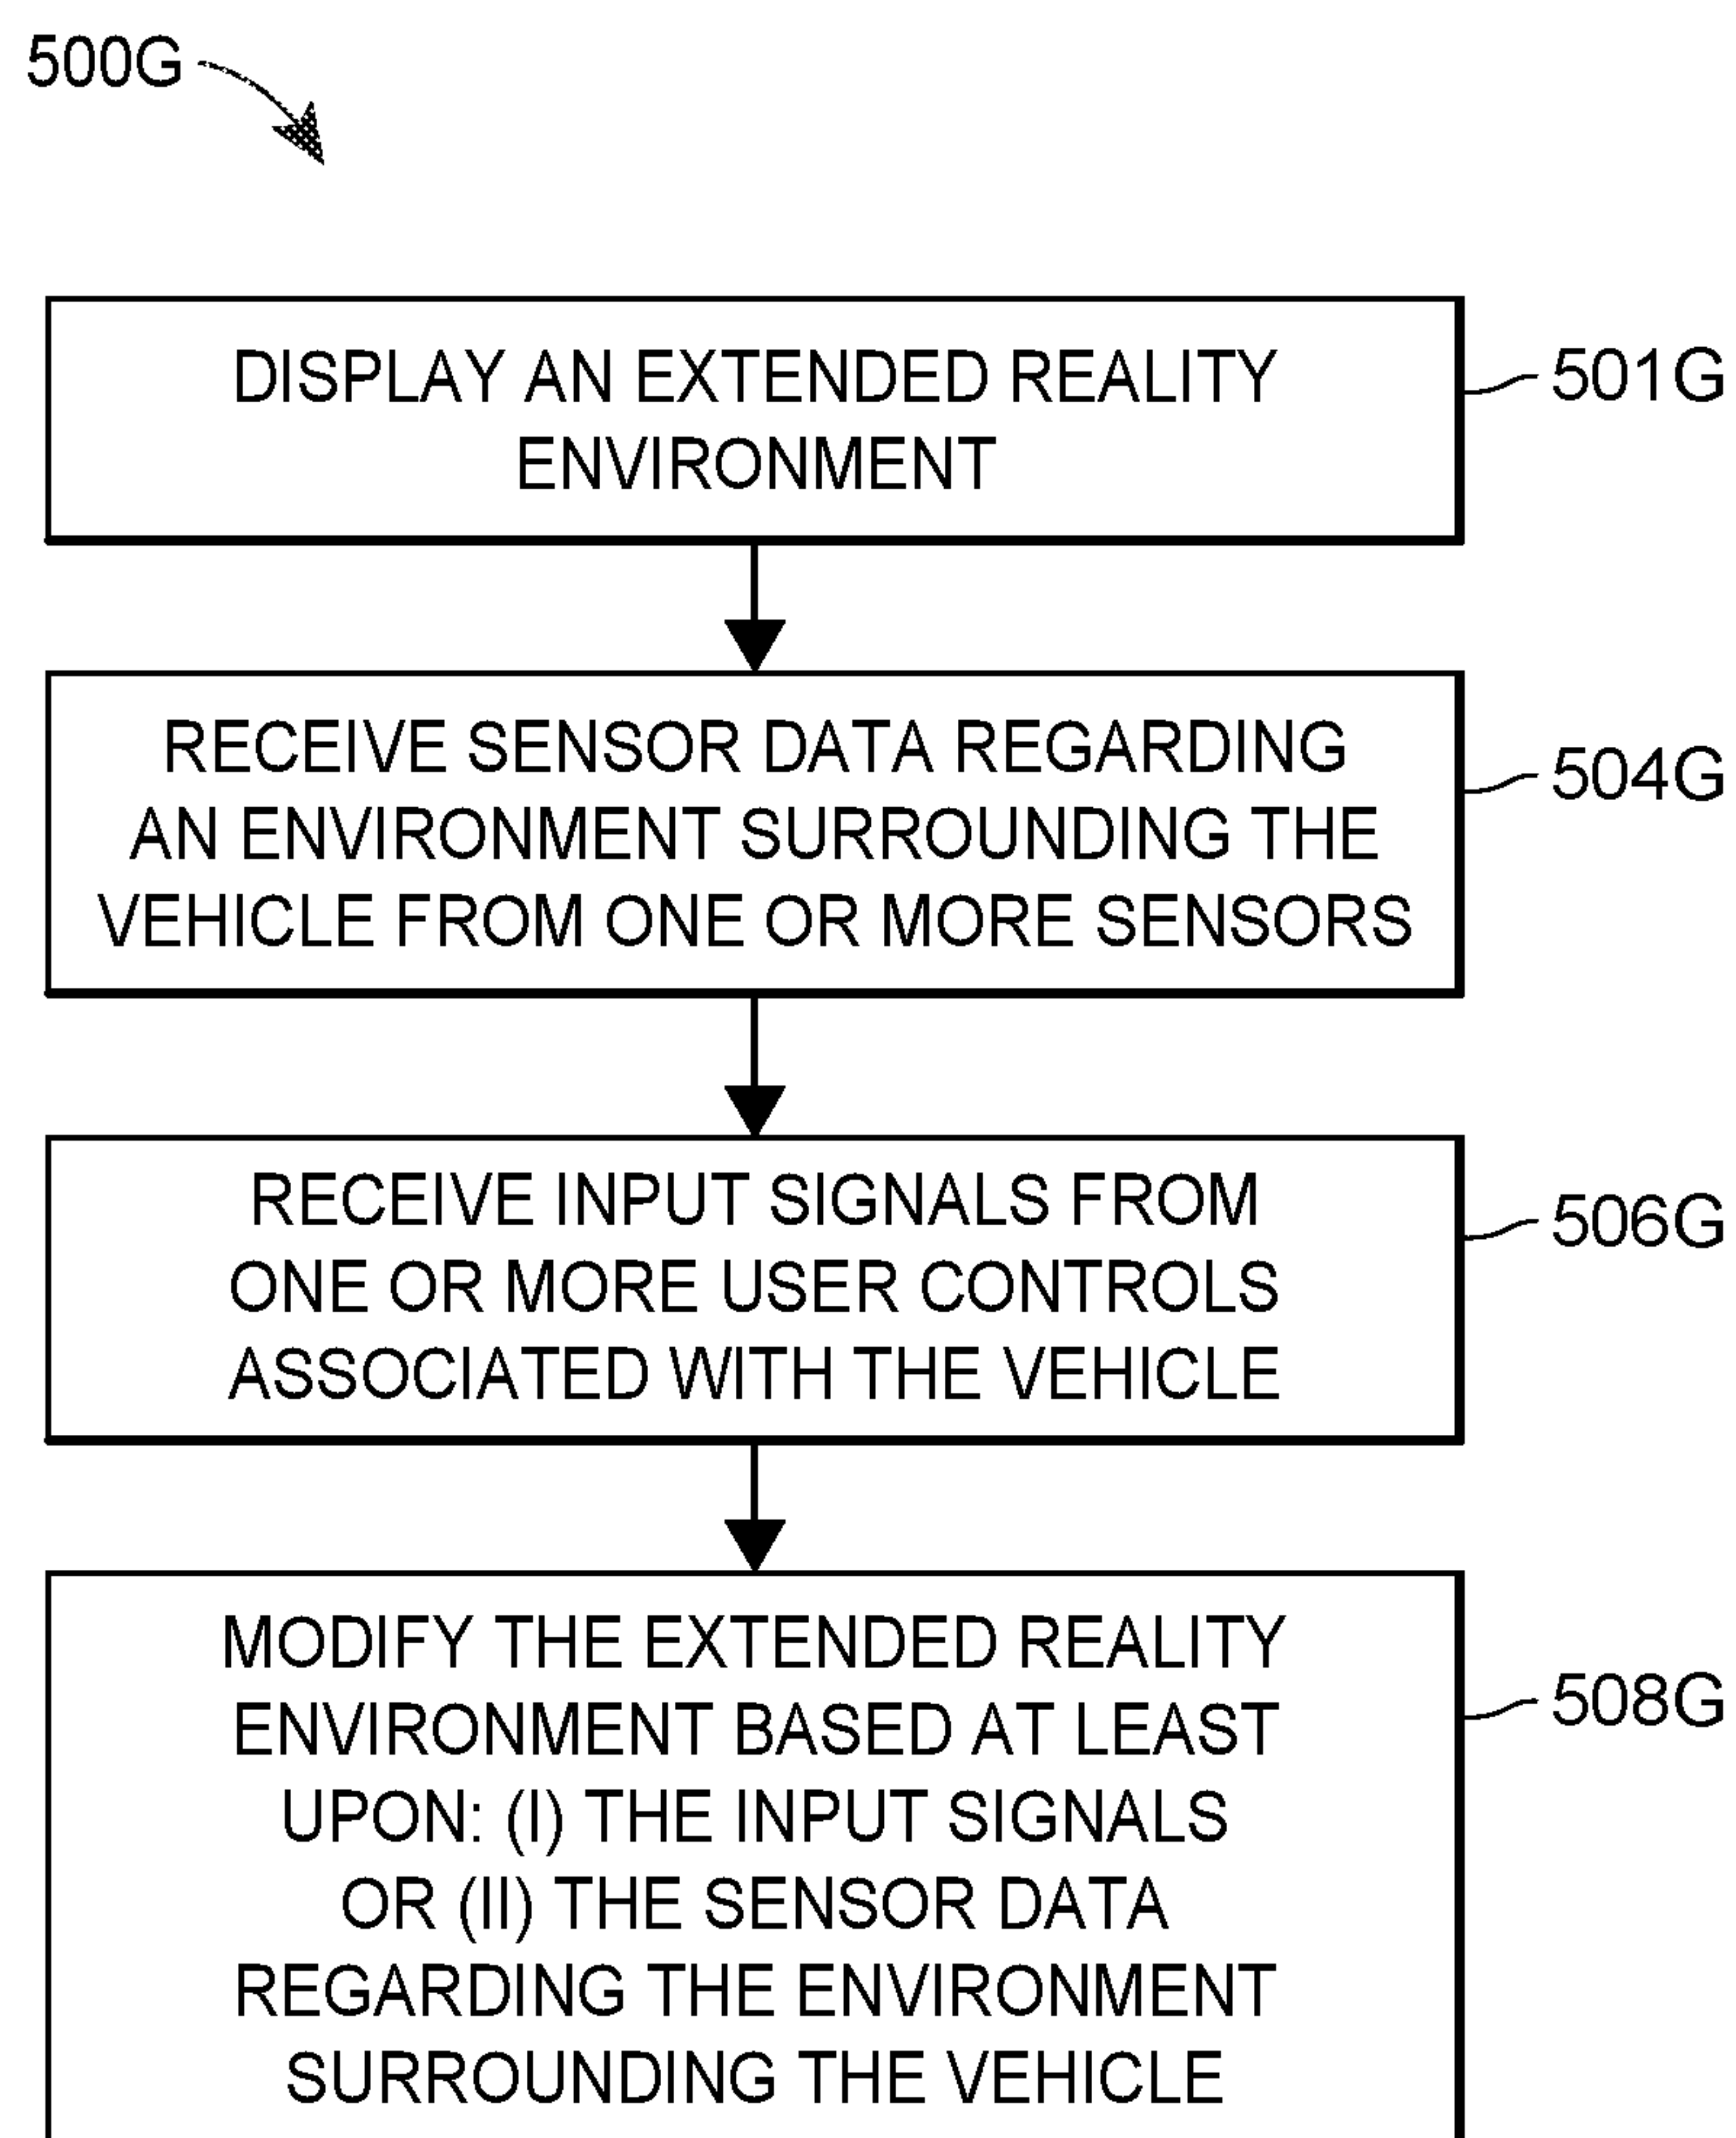 500G
DISPLAY AN EXTENDED REALITY
ENVIRONMENT
501G
RECEIVE SENSOR DATA REGARDING
AN ENVIRONMENT SURROUNDING THE
VEHICLE FROM ONE OR MORE SENSORS
504G
RECEIVE INPUT SIGNALS FROM
ONE OR MORE USER CONTROLS
ASSOCIATED WITH THE VEHICLE
506G
MODIFY THE EXTENDED REALITY
ENVIRONMENT BASED AT LEAST
UPON: (I) THE INPUT SIGNALS
OR (II) THE SENSOR DATA
REGARDING THE ENVIRONMENT
SURROUNDING THE VEHICLE
508G